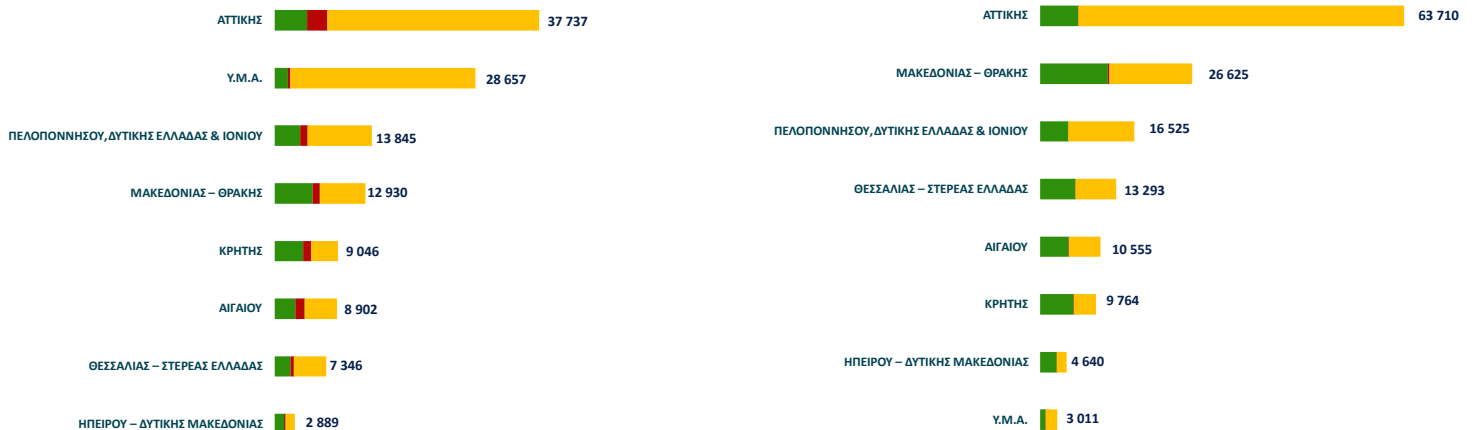 ΑΤΤΙΚΗΣ 37 737
Υ.Μ.Α. 28 657
ΠΕΛΟΠΟΝΝΗΣΟΥ, ΔΥΤΙΚΗΣ ΕΛΛΑΔΑΣ & ΙΟΝΙΟΥ 13 845
ΜΑΚΕΔΟΝΙΑΣ – ΘΡΑΚΗΣ 12 930
ΚΡΗΤΗΣ 9 046
ΑΙΓΑΙΟΥ 8 902
ΘΕΣΣΑΛΙΑΣ – ΣΤΕΡΕΑΣ ΕΛΛΑΔΑΣ 7 346
ΗΠΕΙΡΟΥ – ΔΥΤΙΚΗΣ ΜΑΚΕΔΟΝΙΑΣ 2 889
ΑΤΤΙΚΗΣ 63 710
ΜΑΚΕΔΟΝΙΑΣ – ΘΡΑΚΗΣ 26 625
ΠΕΛΟΠΟΝΝΗΣΟΥ, ΔΥΤΙΚΗΣ ΕΛΛΑΔΑΣ & ΙΟΝΙΟΥ 16 525
ΘΕΣΣΑΛΙΑΣ – ΣΤΕΡΕΑΣ ΕΛΛΑΔΑΣ 13 293
ΑΙΓΑΙΟΥ 10 555
ΚΡΗΤΗΣ 9 764
ΗΠΕΙΡΟΥ – ΔΥΤΙΚΗΣ ΜΑΚΕΔΟΝΙΑΣ 4 640
Υ.Μ.Α. 3 011